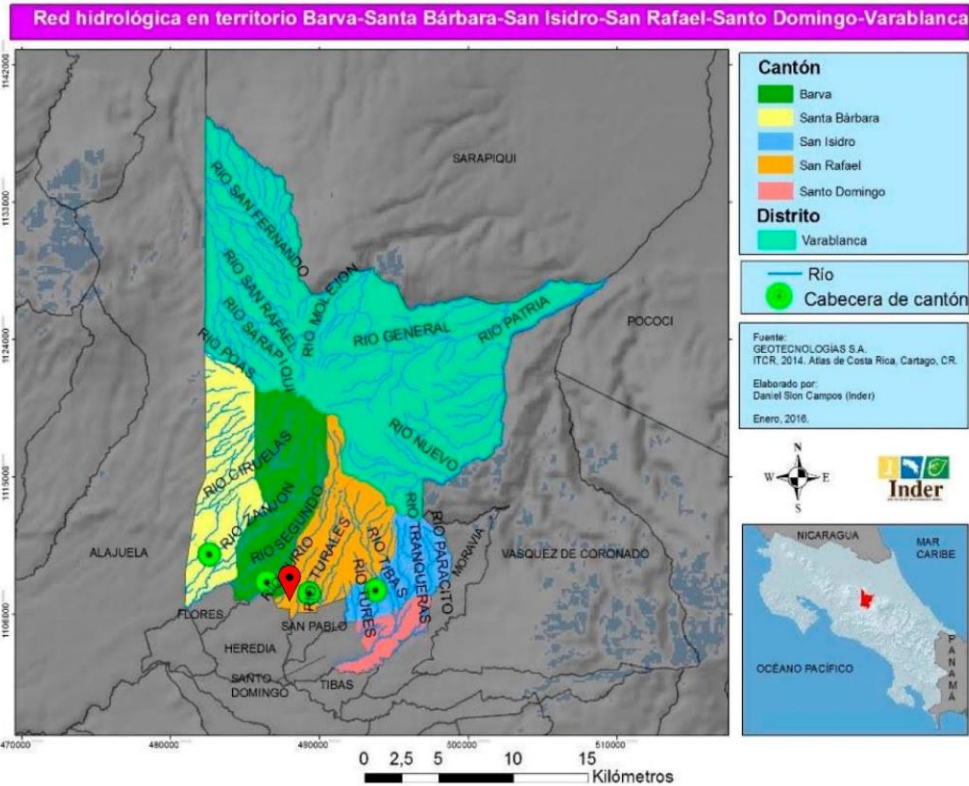 Red hidrológica en territorio Barva-Santa Bárbara-San Isidro-San Rafael-Santo Domingo-Varablanca
1142000
1133000
1124000
1115000
1106000
SARAPIQUI
RIO SAN FERNANDO
RIO SAN RAFAEL
RIO SARAPIQUI
RIO MOLEJON
RIO GENERAL
RIO PATRIA
POCOCI
RIO POAS
RIO NUEVO
RIO CIRUELAS
RIO ZANJON
RIO SEGUNDO
TURALES
RIO TIBAS
RIO TRANQUERAS
RIO PARACITO
RIO TURES
ALAJUELA
MORAVIA
VASQUEZ DE CORONADO
FLORES
SAN PABLO
HEREDIA
SANTO
DOMINGO
TIBAS
470000
480000
490000
500000
510000
0 2,5 5 10 15
Kilómetros
Cantón
Barva
Santa Bárbara
San Isidro
San Rafael
Santo Domingo
Distrito
Varablanca
Río
Cabecera de cantón
Fuente:
GEOTECNOLOGÍAS S.A.
ITCR, 2014. Atlas de Costa Rica, Cartago, CR.
Elaborado por:
Daniel Slon Campos (Inder)
Enero, 2016.
N
W E
S
Inder
NICARAGUA
MAR
CARIBE
OCÉANO PACÍFICO
PANAMÁ